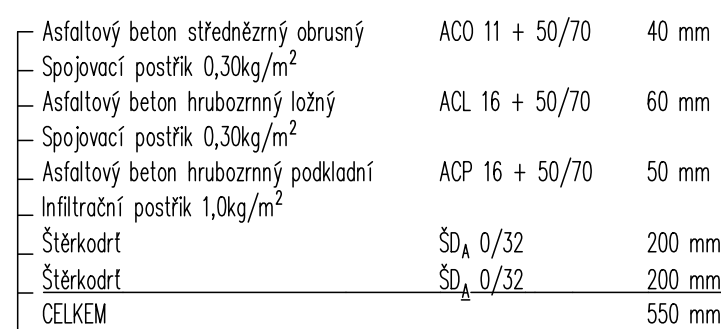 Asfaltový beton střednězrný obrusný ACO 11 + 50/70 40 mm
Spojovací postřik 0,30kg/m²
Asfaltový beton hrubozrnný ložný ACL 16 + 50/70 60 mm
Spojovací postřik 0,30kg/m²
Asfaltový beton hrubozrnný podkladní ACP 16 + 50/70 50 mm
Infiltrační postřik 1,0kg/m²
Štěrkodrť ŠDA 0/32 200 mm
Štěrkodrť ŠDA 0/32 200 mm
CELKEM 550 mm